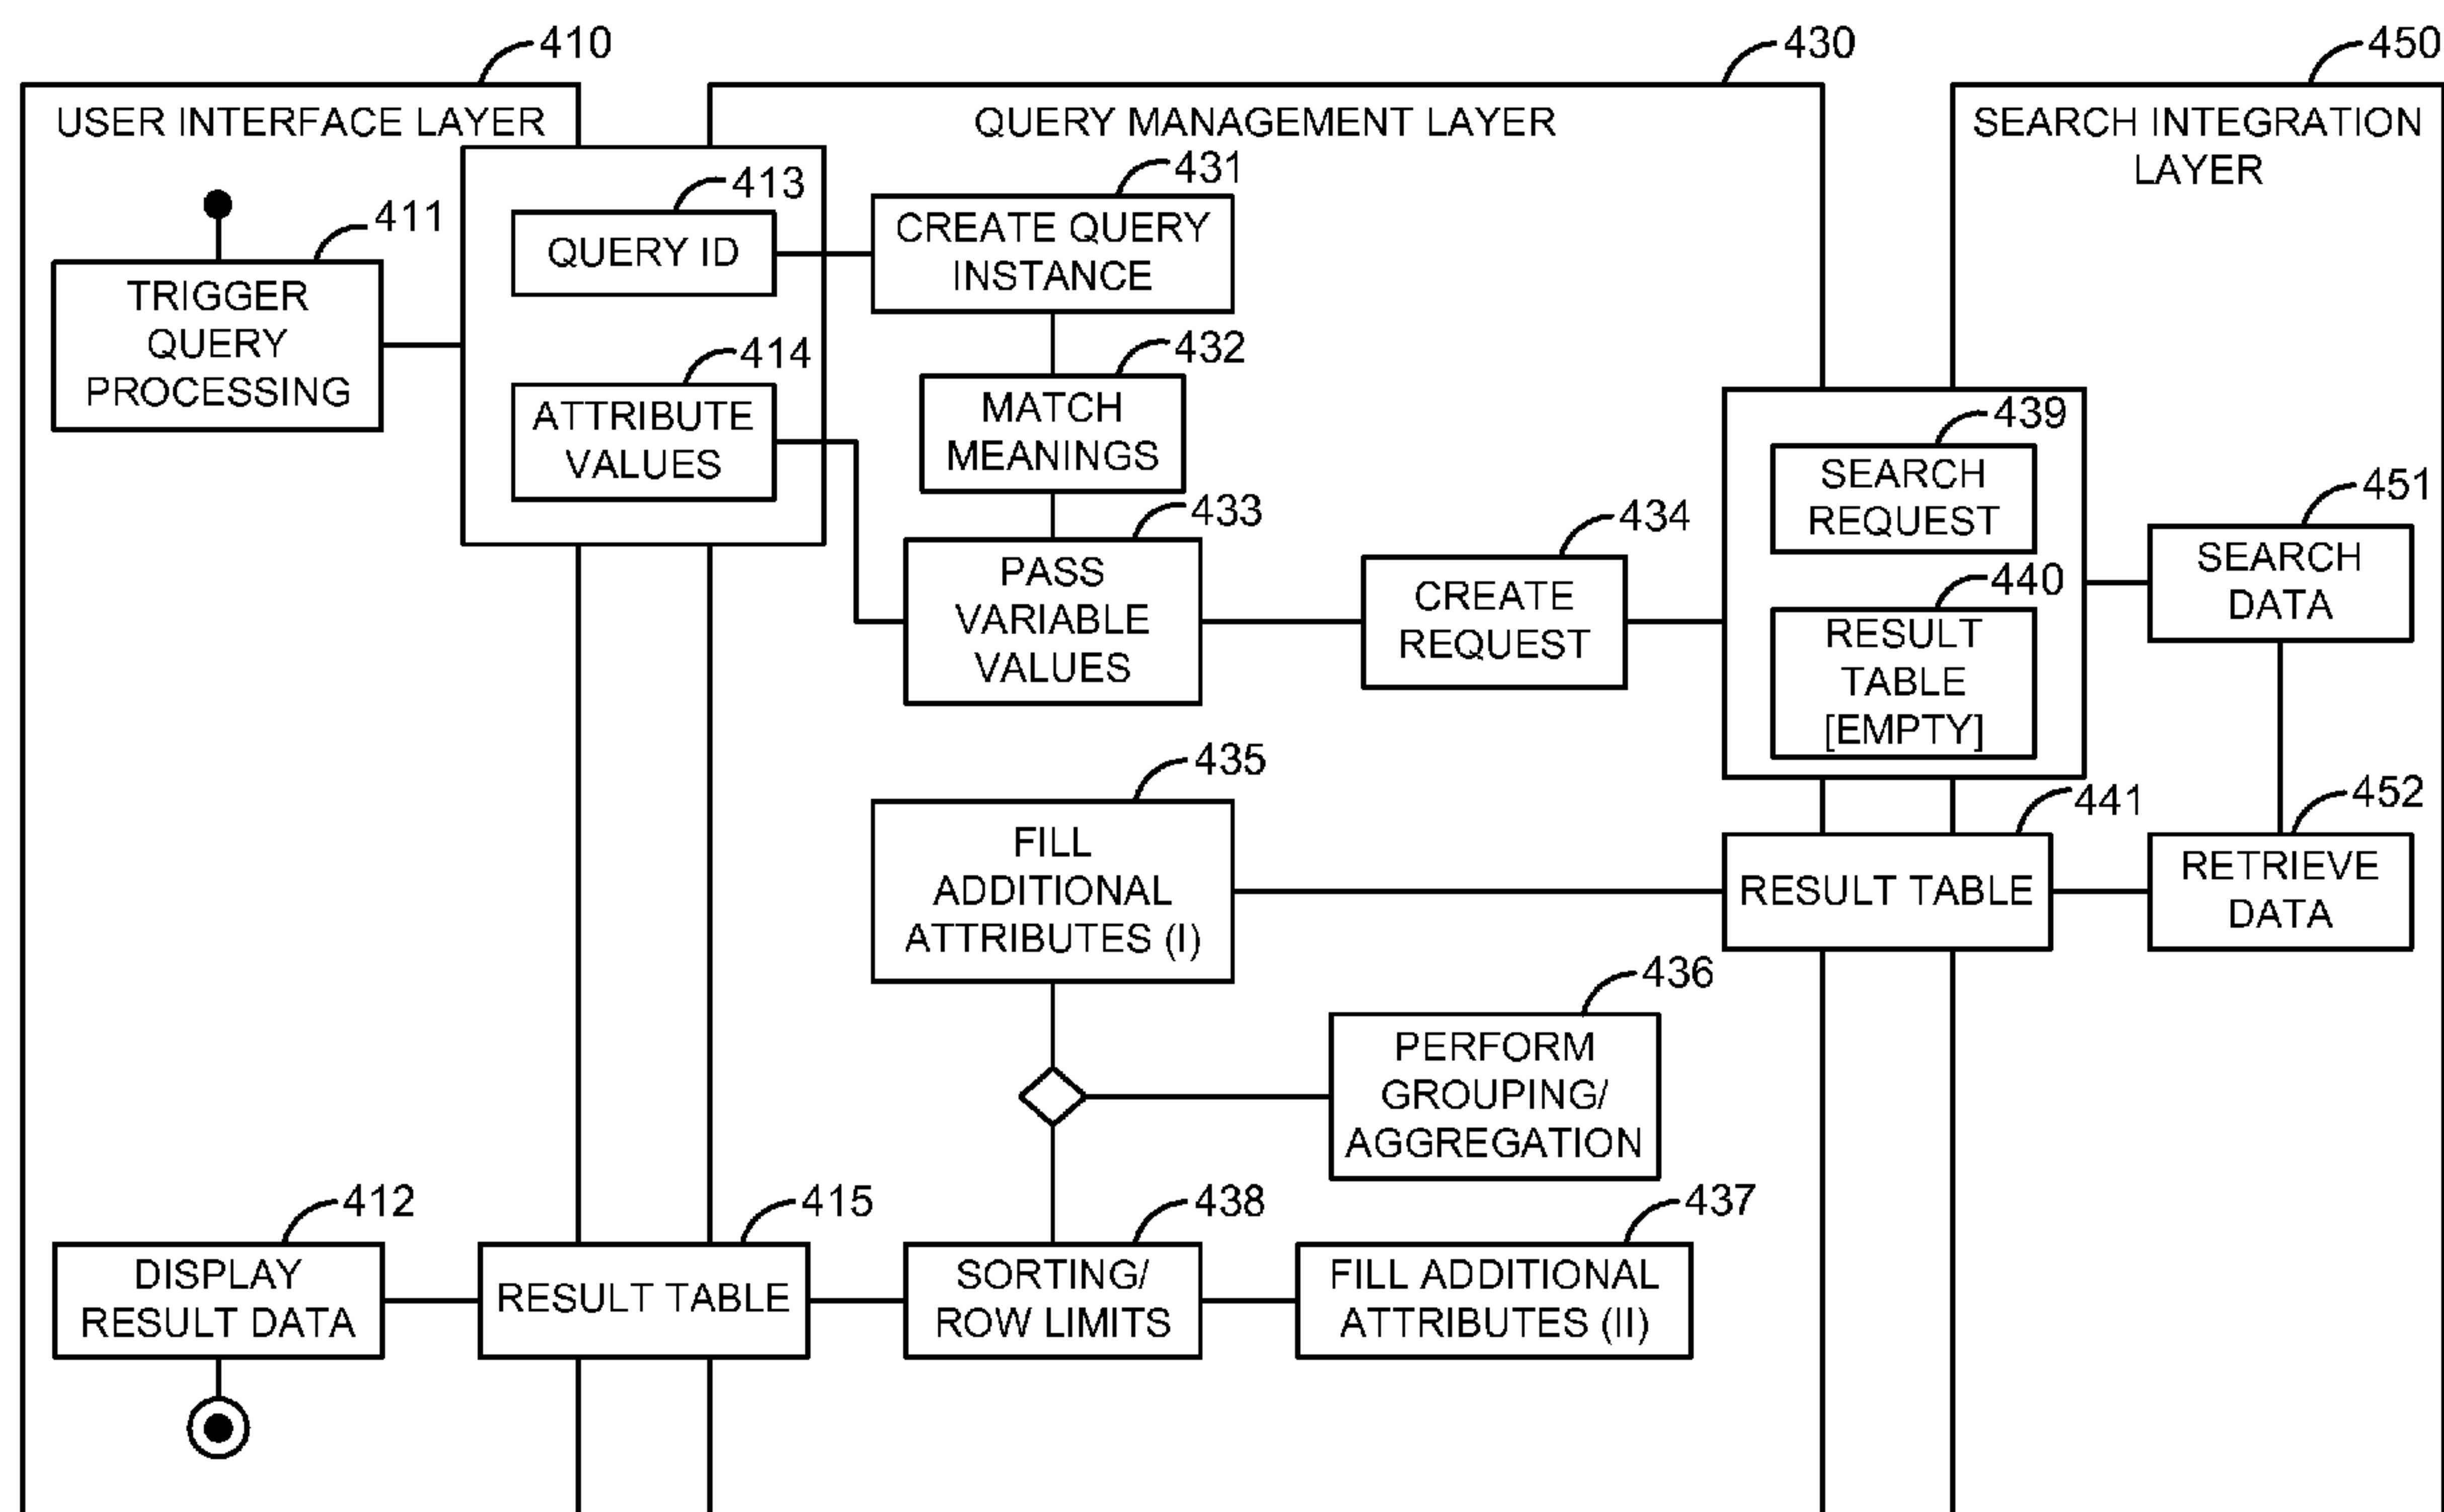 410
430
450
USER INTERFACE LAYER
QUERY MANAGEMENT LAYER
SEARCH INTEGRATION
LAYER
411
TRIGGER
QUERY
PROCESSING
413
QUERY ID
414
ATTRIBUTE
VALUES
431
CREATE QUERY
INSTANCE
432
MATCH
MEANINGS
433
PASS
VARIABLE
VALUES
434
CREATE
REQUEST
439
SEARCH
REQUEST
440
RESULT
TABLE
[EMPTY]
451
SEARCH
DATA
452
RETRIEVE
DATA
441
RESULT TABLE
435
FILL
ADDITIONAL
ATTRIBUTES (I)
436
PERFORM
GROUPING/
AGGREGATION
412
DISPLAY
RESULT DATA
415
RESULT TABLE
438
SORTING/
ROW LIMITS
437
FILL ADDITIONAL
ATTRIBUTES (II)